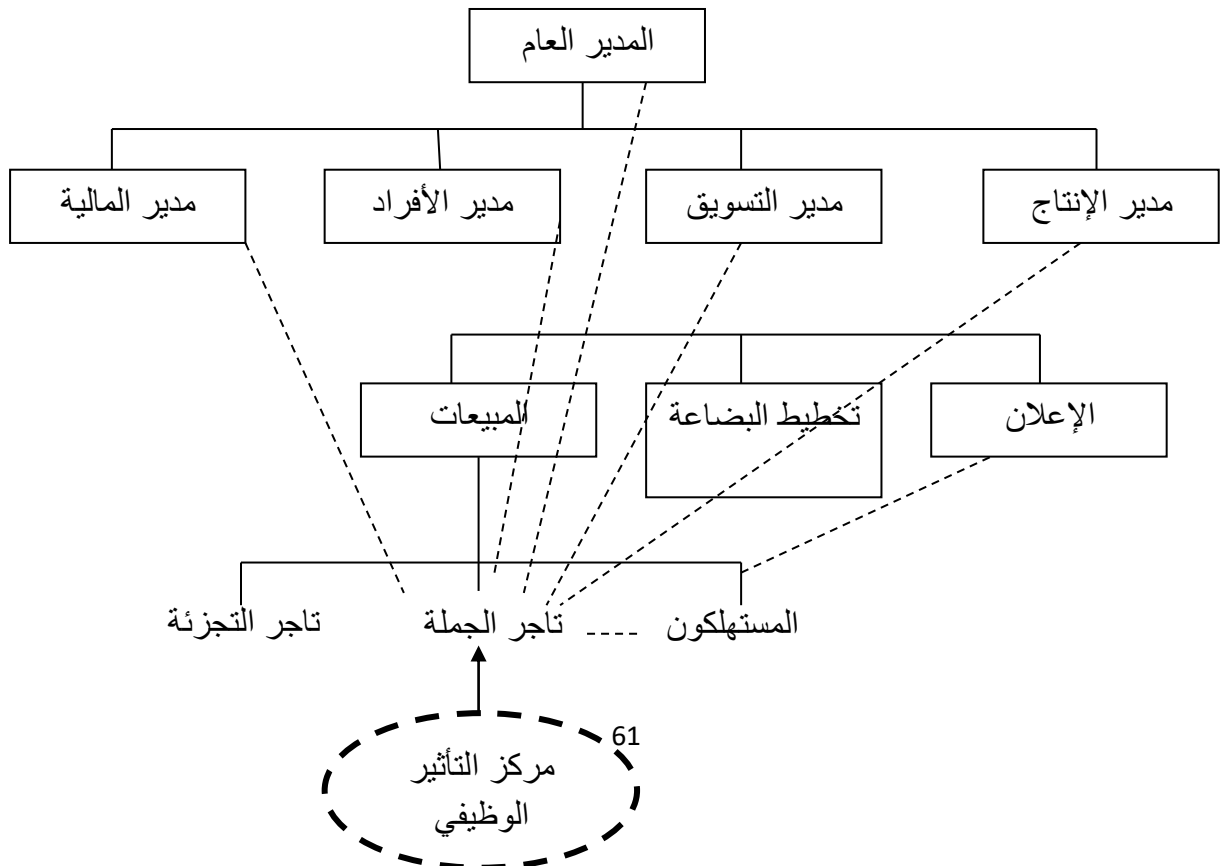 المدير العام
مدير الإنتاج
مدير التسويق
مدير الأفراد
مدير المالية
الإعلان
تخطيط البضاعة
المبيعات
المستهلكون
تاجر الجملة
تاجر التجزئة
61
مركز التأثير
الوظيفي